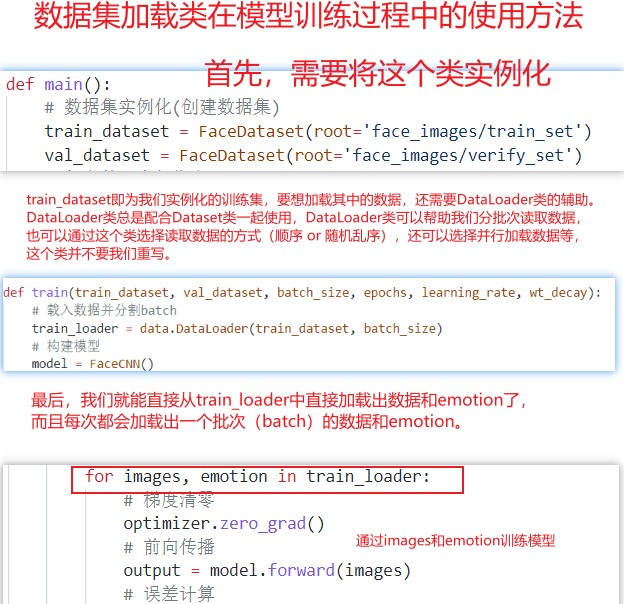 数据集加载类在模型训练过程中的使用方法
首先，需要将这个类实例化
def main():
# 数据集实例化(创建数据集)
train_dataset = FaceDataset(root='face_images/train_set')
val_dataset = FaceDataset(root='face_images/verify_set')
train_dataset即为我们实例化的训练集，要想加载其中的数据，还需要DataLoader类的辅助。
DataLoader类总是配合Dataset类一起使用，DataLoader类可以帮助我们分批次读取数据，
也可以通过这个类选择读取数据的方式（顺序 or 随机乱序），还可以选择并行加载数据等，
这个类并不要我们重写。
def train(train_dataset, val_dataset, batch_size, epochs, learning_rate, wt_decay):
# 载入数据并分割batch
train_loader = data.DataLoader(train_dataset, batch_size)
# 构建模型
model = FaceCNN()
最后，我们就能直接从train_loader中直接加载出数据和emotion了，
而且每次都会加载出一个批次（batch）的数据和emotion。
for images, emotion in train_loader:
# 梯度清零
optimizer.zero_grad()
# 前向传播
通过images和emotion训练模型
output = model.forward(images)
# 误差计算